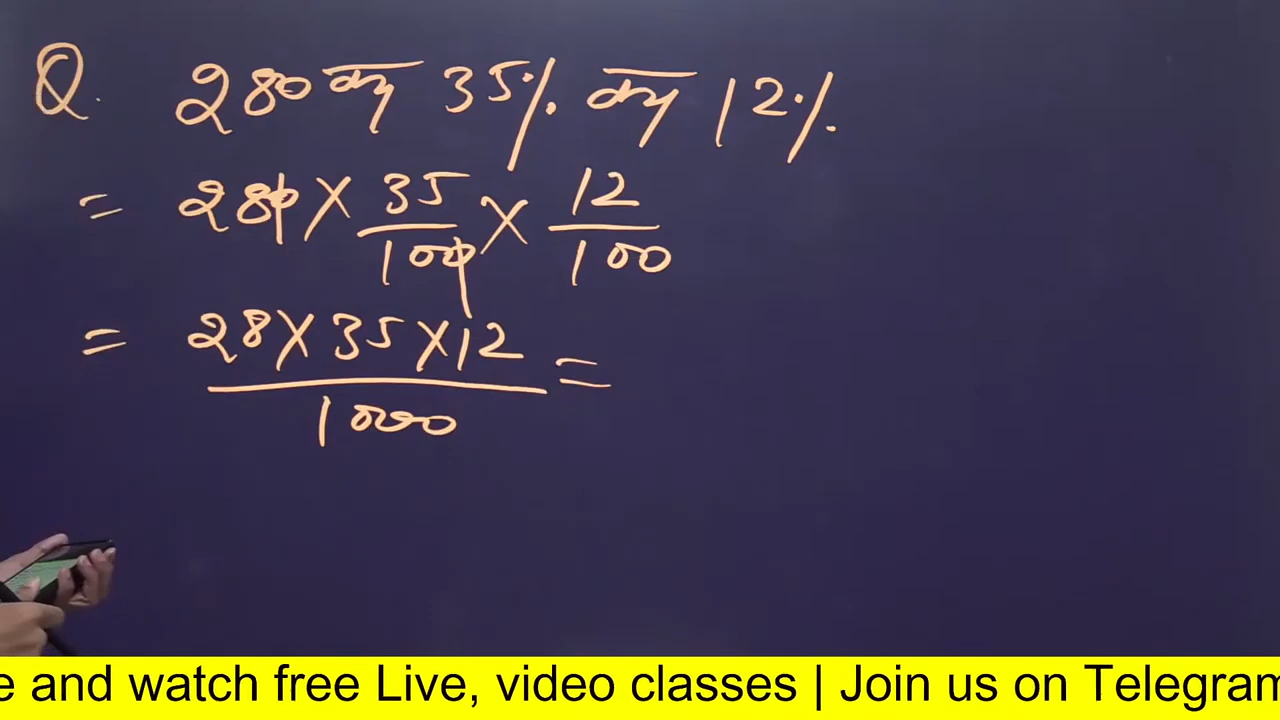 Q. 280 का 35% का 12%
= 280 × 35/100 × 12/100
= 28×35×12/1000 =
e and watch free Live, video classes | Join us on Telegram